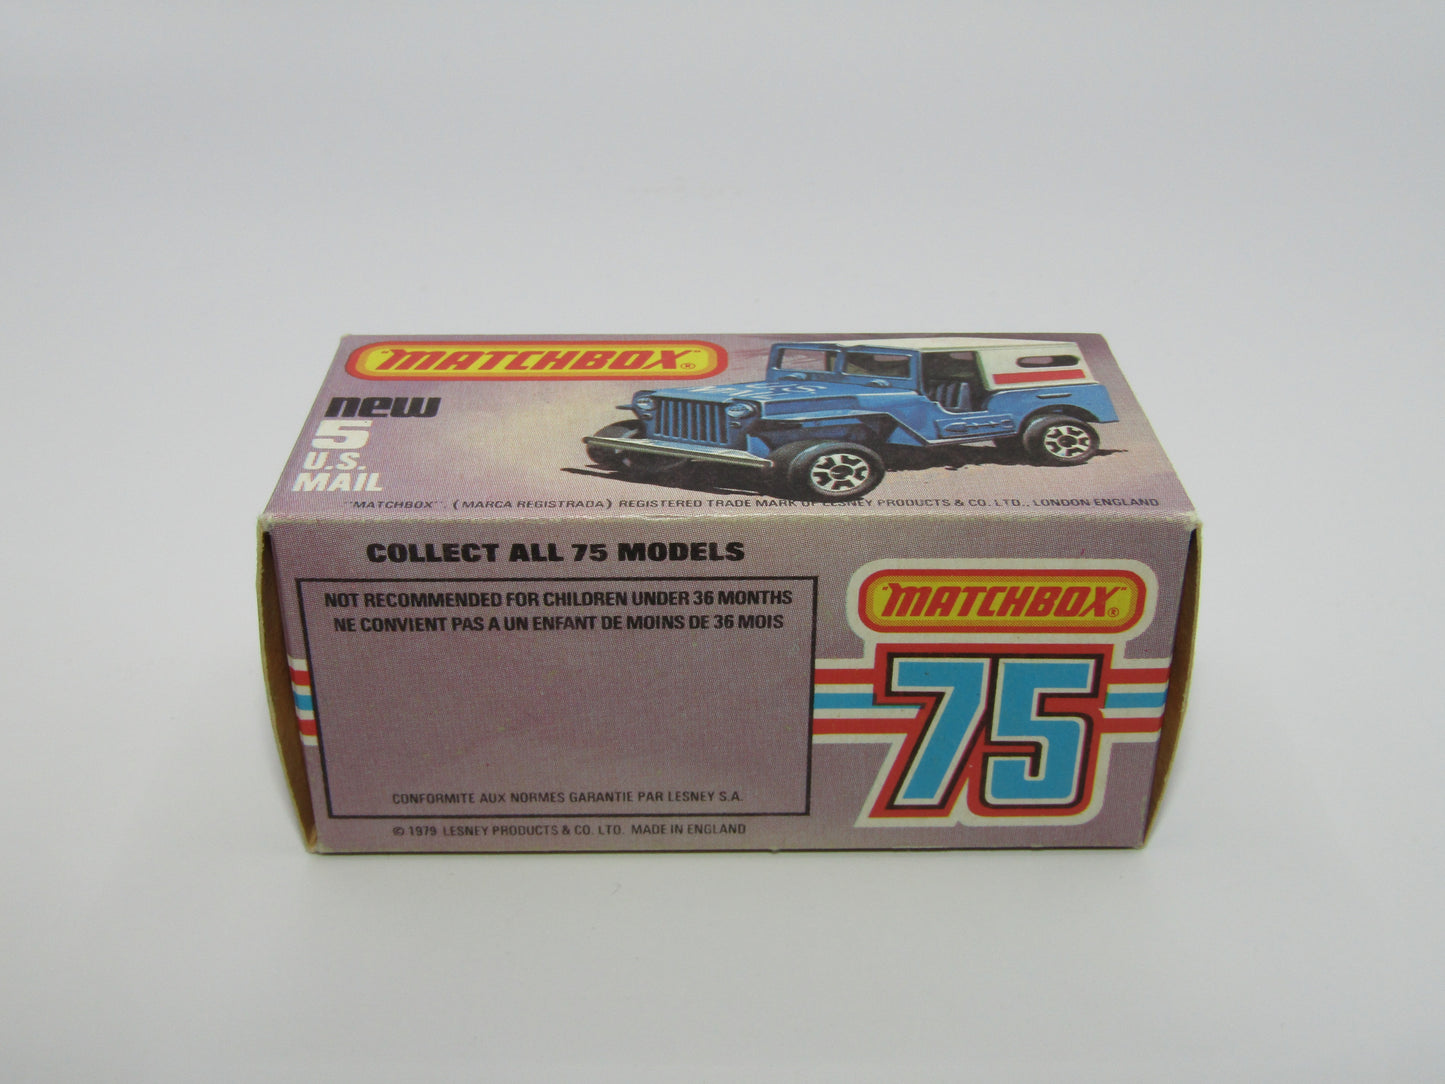 "MATCHBOX"®
new
5
U.S.
MAIL
"MATCHBOX", (MARCA REGISTRADA) REGISTERED TRADE MARK OF LESNEY PRODUCTS & CO. LTD., LONDON ENGLAND
COLLECT ALL 75 MODELS
NOT RECOMMENDED FOR CHILDREN UNDER 36 MONTHS
NE CONVIENT PAS A UN ENFANT DE MOINS DE 36 MOIS
CONFORMITE AUX NORMES GARANTIE PAR LESNEY S.A.
© 1979 LESNEY PRODUCTS & CO. LTD. MADE IN ENGLAND
"MATCHBOX"®
75